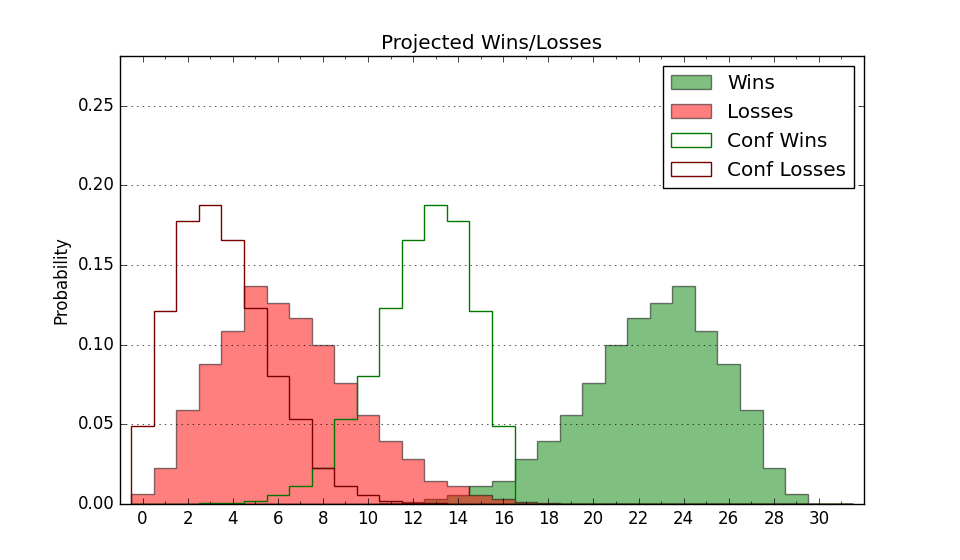 Projected Wins/Losses
Wins
Losses
Conf Wins
Conf Losses
Probability
0.25
0.20
0.15
0.10
0.05
0.00
0 2 4 6 8 10 12 14 16 18 20 22 24 26 28 30